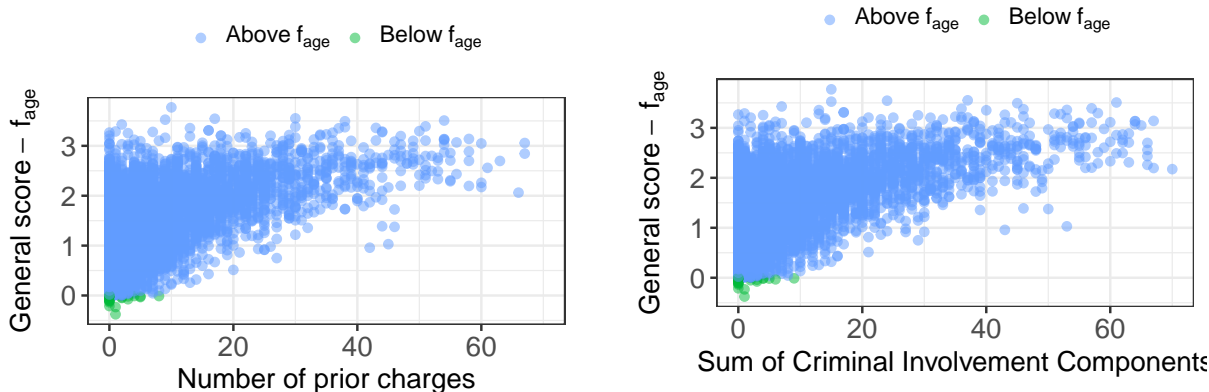 Above f_age Below f_age
General score – f_age
3
2
1
0
0 20 40 60
Number of prior charges
Above f_age Below f_age
General score – f_age
3
2
1
0
0 20 40 60
Sum of Criminal Involvement Components